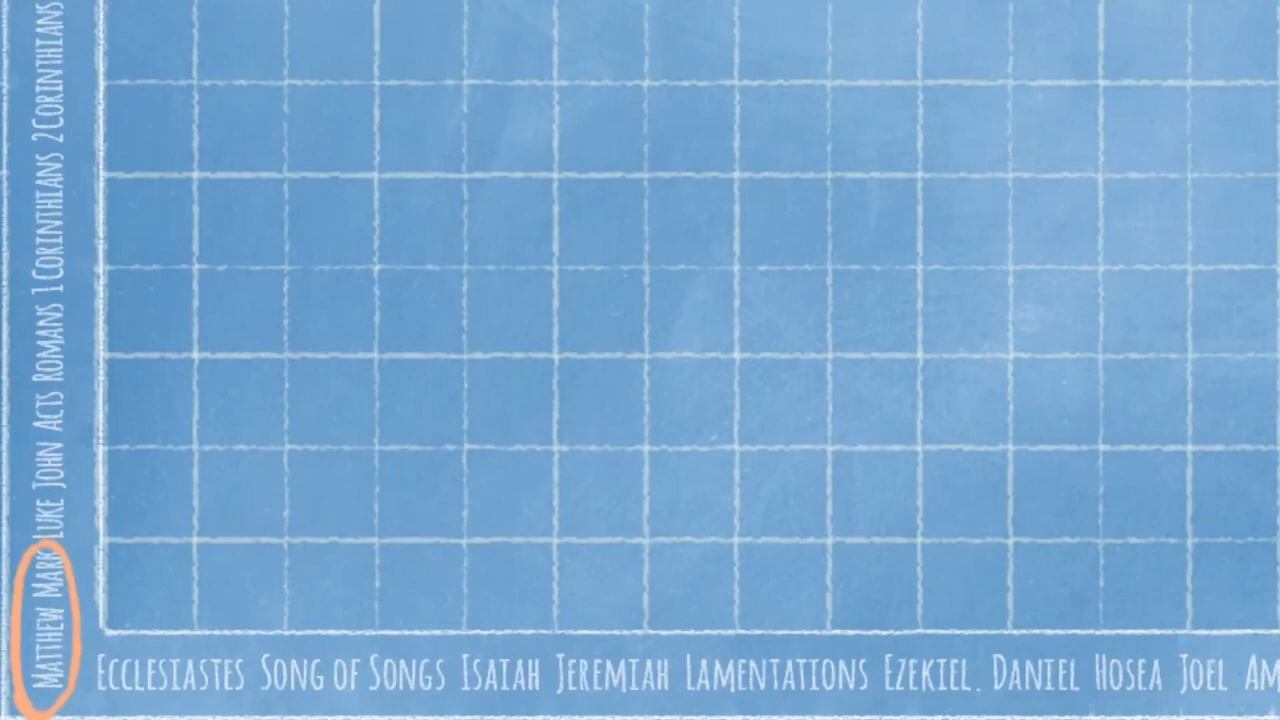 Matthew Mark Luke John Acts Romans 1 Corinthians 2 Corinthians
Ecclesiastes Song of Songs Isaiah Jeremiah Lamentations Ezekiel. Daniel Hosea Joel Am